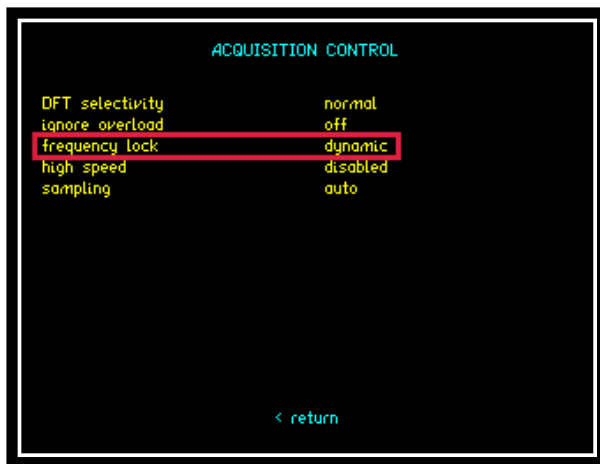 ACQUISITION CONTROL
DFT selectivity normal
ignore overload off
frequency lock dynamic
high speed disabled
sampling auto
< return